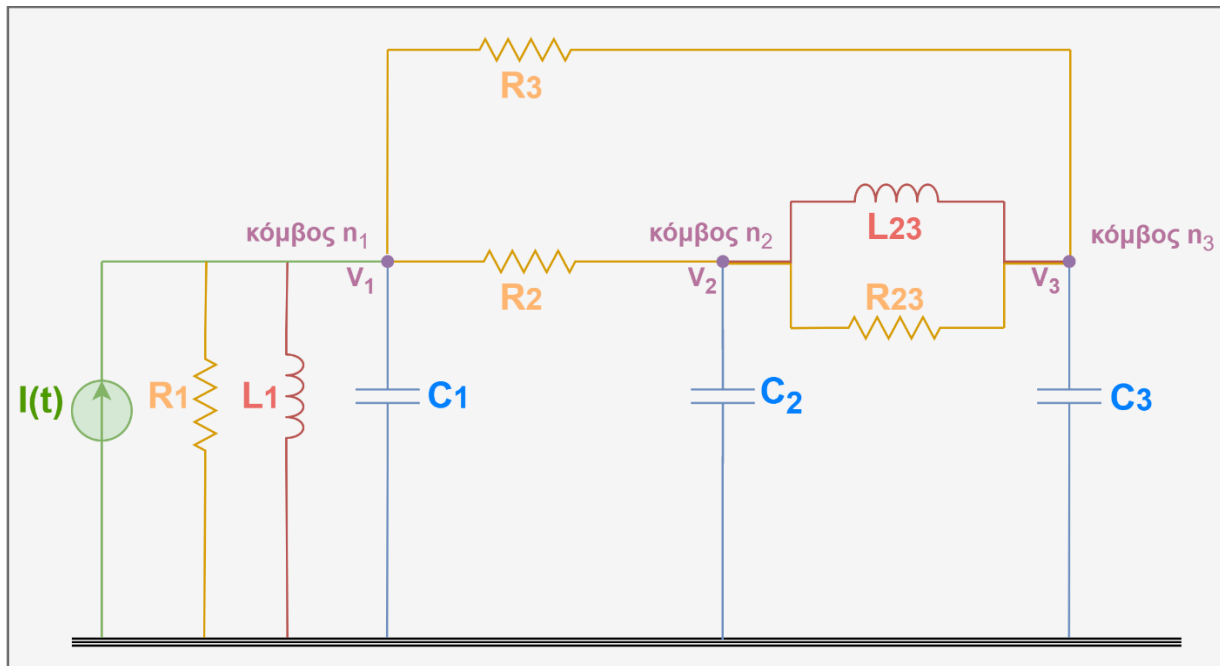 R3
κόμβος n₁
κόμβος n₂
L23
κόμβος n₃
V₁
R2
V₂
R23
V₃
I(t)
R1
L1
C1
C₂
C3